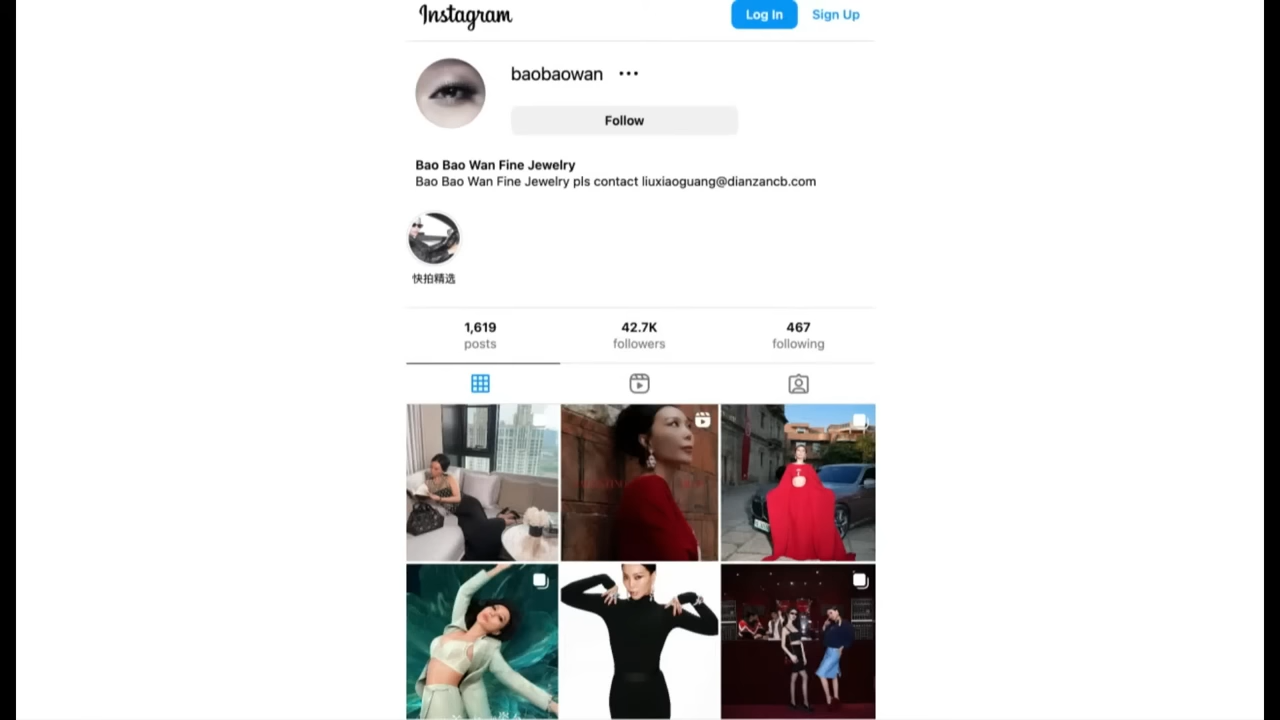 Instagram
Log In
Sign Up
baobaowan
Follow
Bao Bao Wan Fine Jewelry
Bao Bao Wan Fine Jewelry pls contact liuxiaoguang@dianzancb.com
快拍精选
1,619
42.7K
467
posts
followers
following